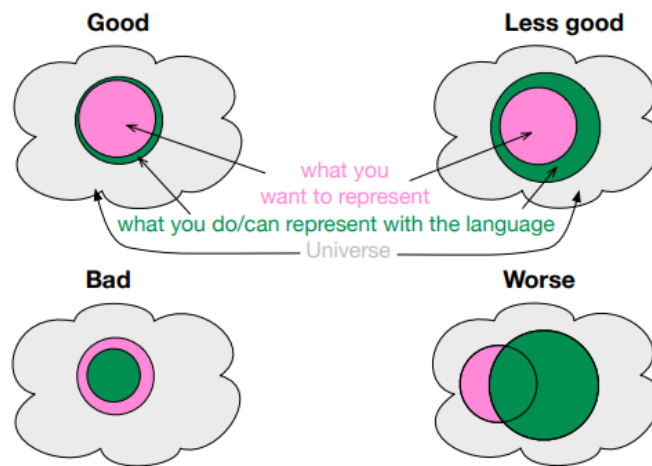 Good
Less good
what you
want to represent
what you do/can represent with the language
Universe
Bad
Worse